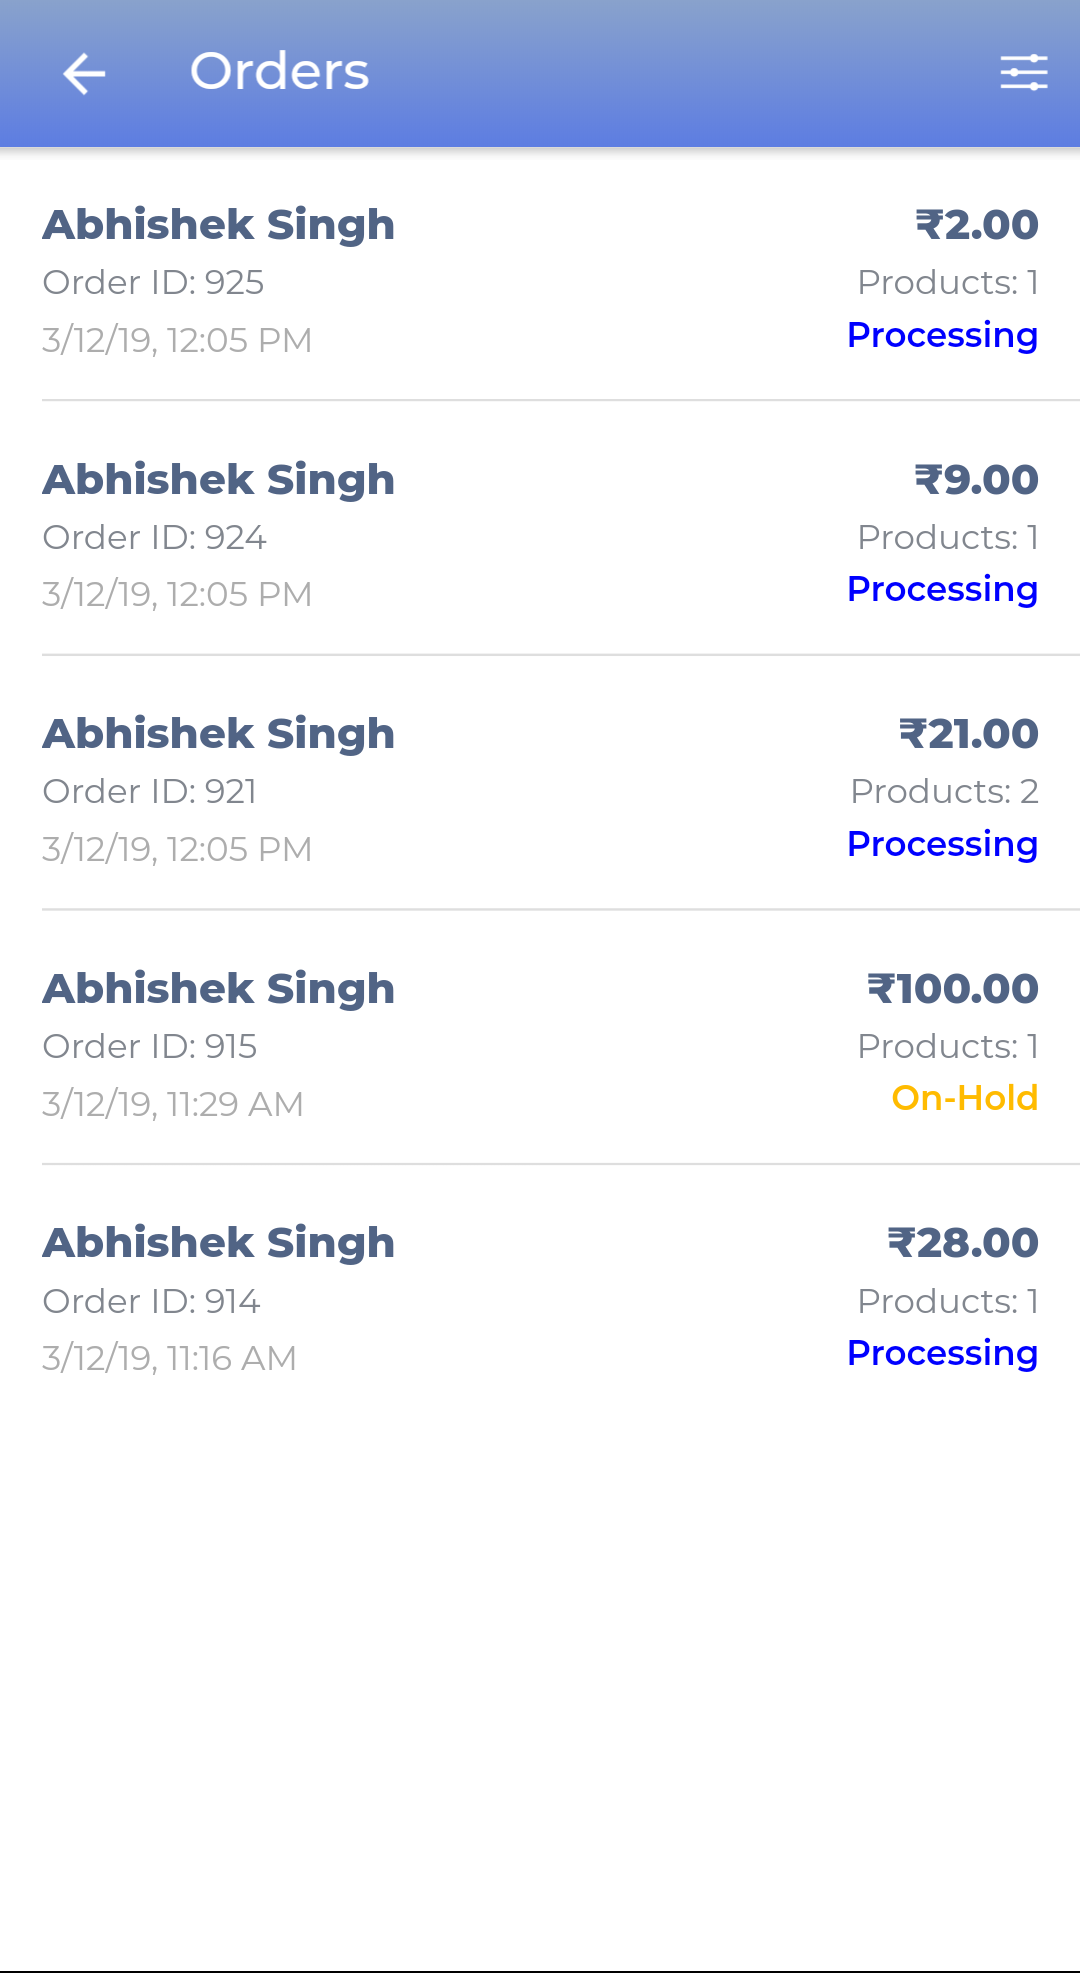 Orders
Abhishek Singh ₹2.00
Order ID: 925 Products: 1
3/12/19, 12:05 PM Processing
Abhishek Singh ₹9.00
Order ID: 924 Products: 1
3/12/19, 12:05 PM Processing
Abhishek Singh ₹21.00
Order ID: 921 Products: 2
3/12/19, 12:05 PM Processing
Abhishek Singh ₹100.00
Order ID: 915 Products: 1
3/12/19, 11:29 AM On-Hold
Abhishek Singh ₹28.00
Order ID: 914 Products: 1
3/12/19, 11:16 AM Processing